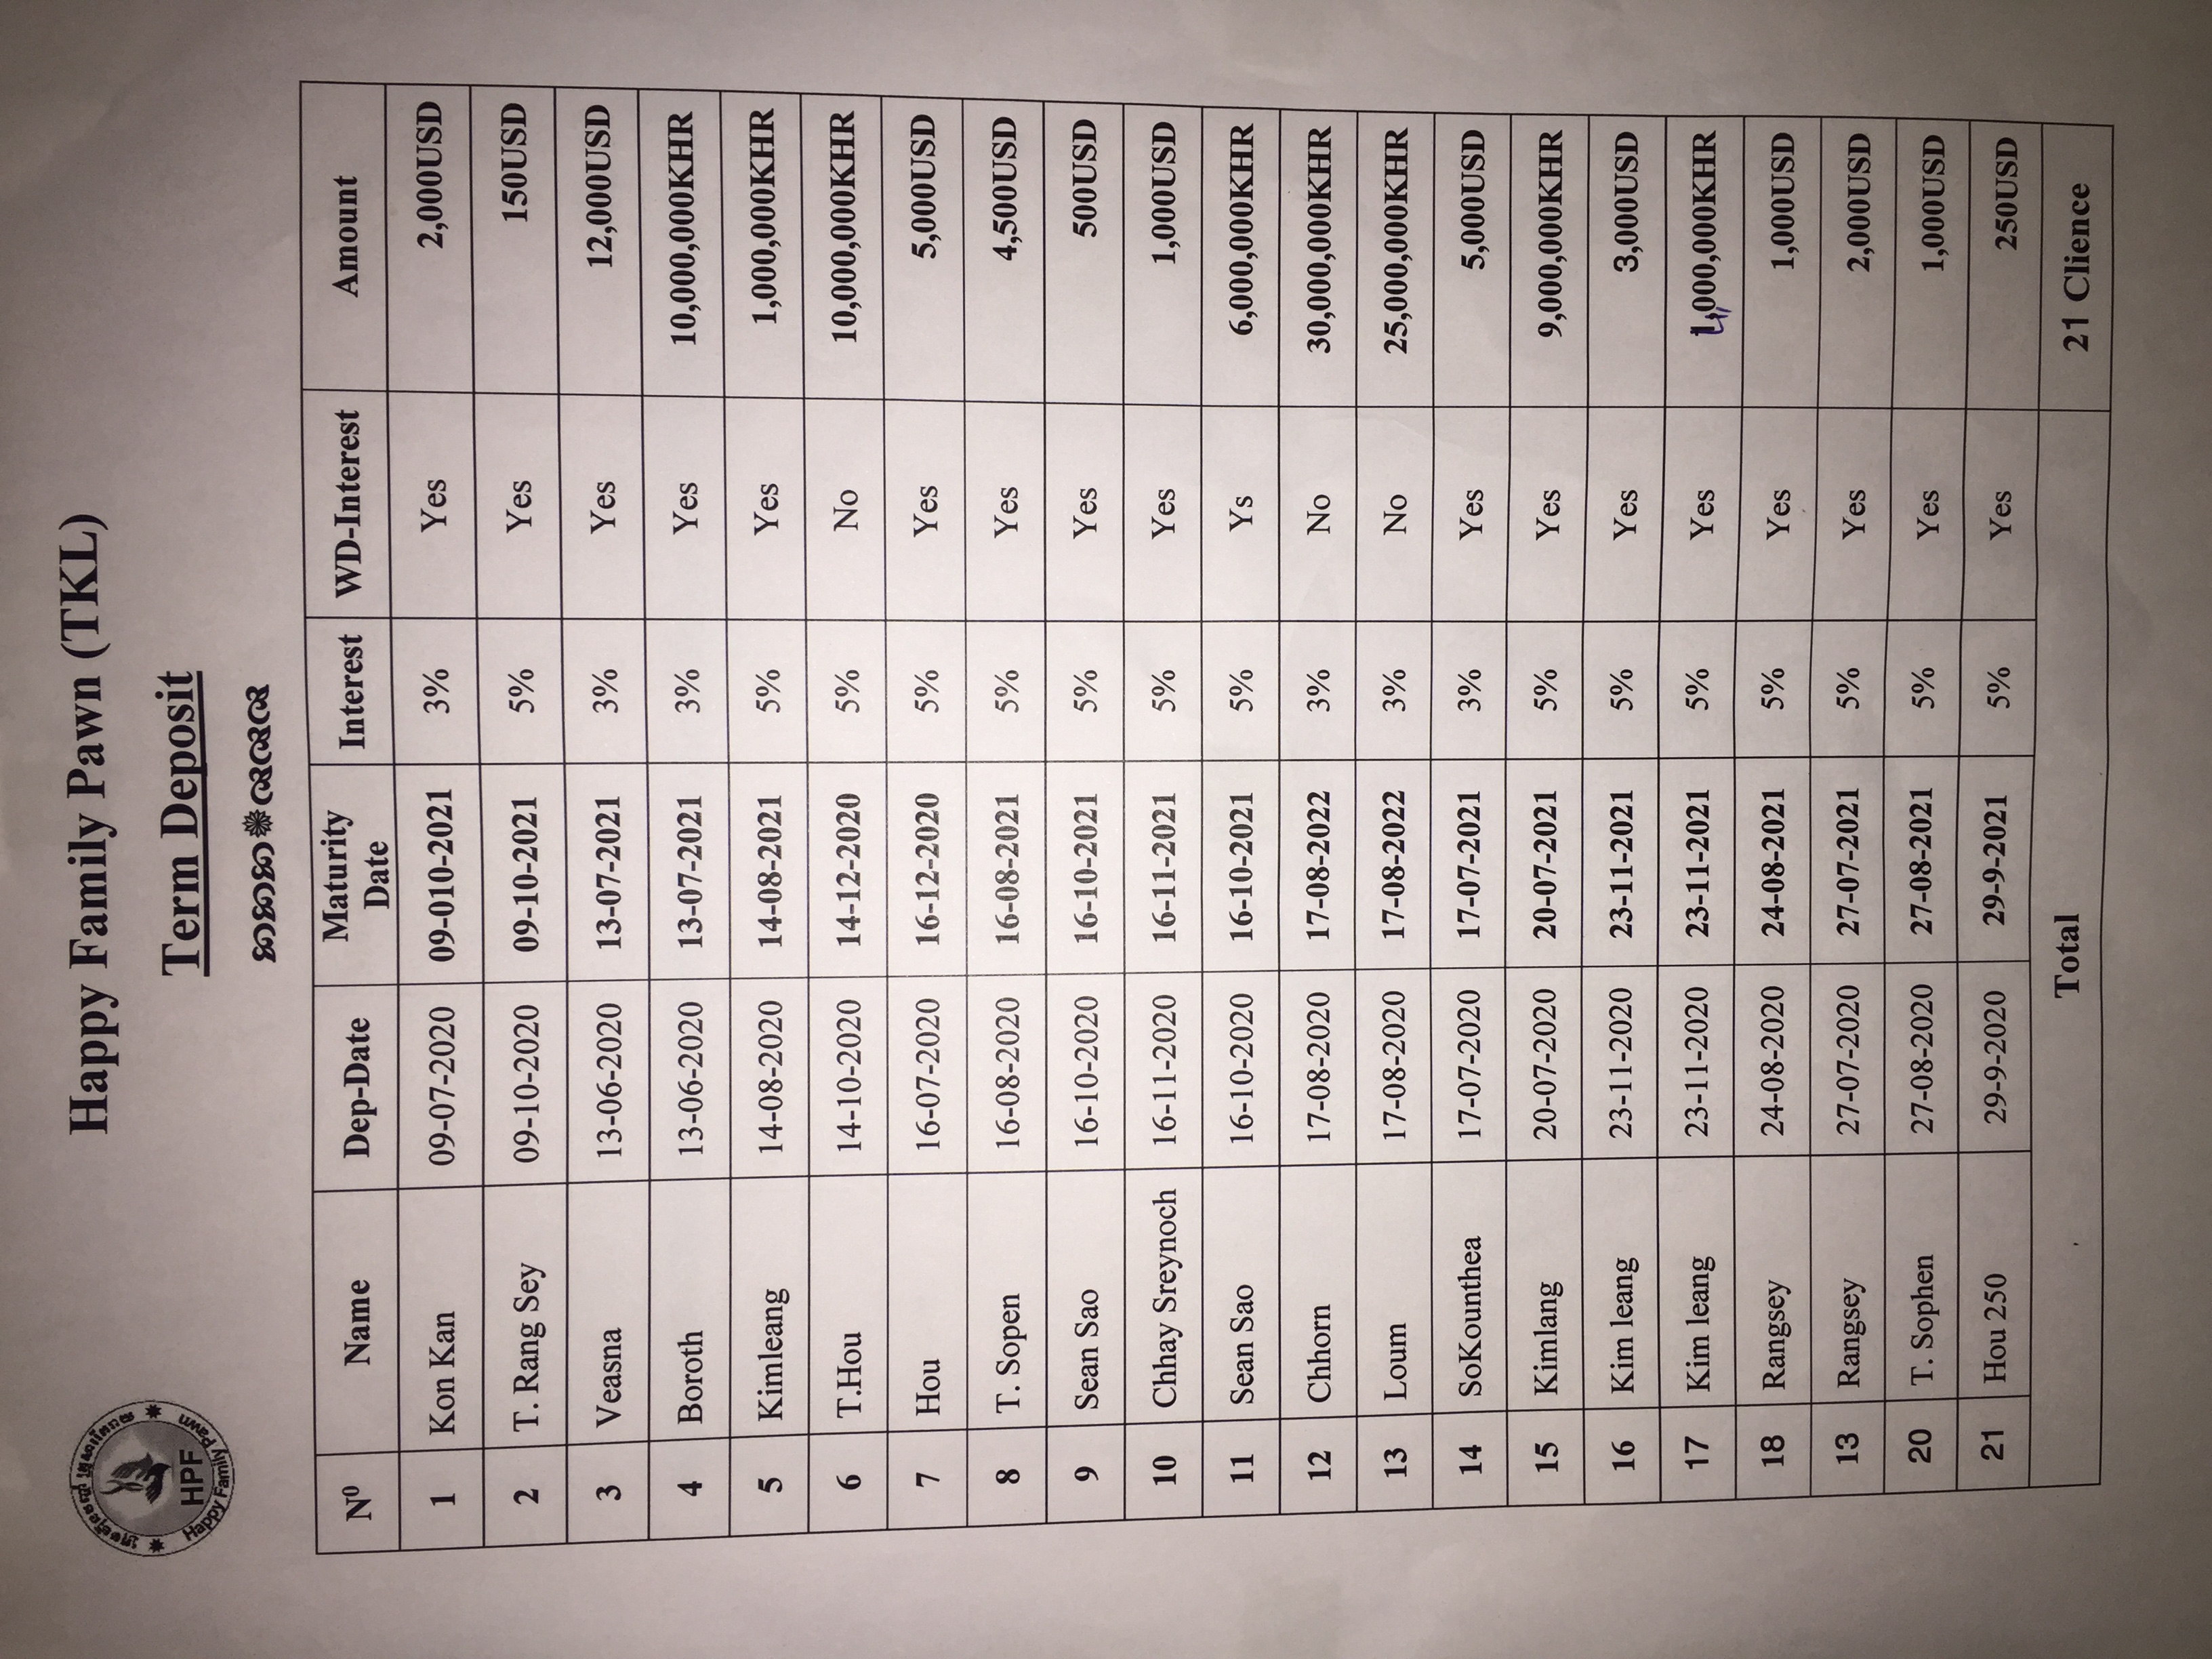 គ្រួសាររីករាយ
HPF
Happy Family Pawn
Happy Family Pawn (TKL)
Term Deposit
N⁰ Name Dep-Date Maturity Date Interest WD-Interest Amount
1 Kon Kan 09-07-2020 09-010-2021 3% Yes 2,000USD
2 T. Rang Sey 09-10-2020 09-10-2021 5% Yes 150USD
3 Veasna 13-06-2020 13-07-2021 3% Yes 12,000USD
4 Boroth 13-06-2020 13-07-2021 3% Yes 10,000,000KHR
5 Kimleang 14-08-2020 14-08-2021 5% Yes 1,000,000KHR
6 T.Hou 14-10-2020 14-12-2020 5% No 10,000,000KHR
7 Hou 16-07-2020 16-12-2020 5% Yes 5,000USD
8 T. Sopen 16-08-2020 16-08-2021 5% Yes 4,500USD
9 Sean Sao 16-10-2020 16-10-2021 5% Yes 500USD
10 Chhay Sreynoch 16-11-2020 16-11-2021 5% Yes 1,000USD
11 Sean Sao 16-10-2020 16-10-2021 5% Ys 6,000,000KHR
12 Chhorn 17-08-2020 17-08-2022 3% No 30,000,000KHR
13 Loum 17-08-2020 17-08-2022 3% No 25,000,000KHR
14 SoKounthea 17-07-2020 17-07-2021 3% Yes 5,000USD
15 Kimlang 20-07-2020 20-07-2021 5% Yes 9,000,000KHR
16 Kim leang 23-11-2020 23-11-2021 5% Yes 3,000USD
17 Kim leang 23-11-2020 23-11-2021 5% Yes 4,000,000KHR
18 Rangsey 24-08-2020 24-08-2021 5% Yes 1,000USD
13 Rangsey 27-07-2020 27-07-2021 5% Yes 2,000USD
20 T. Sophen 27-08-2020 27-08-2021 5% Yes 1,000USD
21 Hou 250 29-9-2020 29-9-2021 5% Yes 250USD
Total 21 Clience